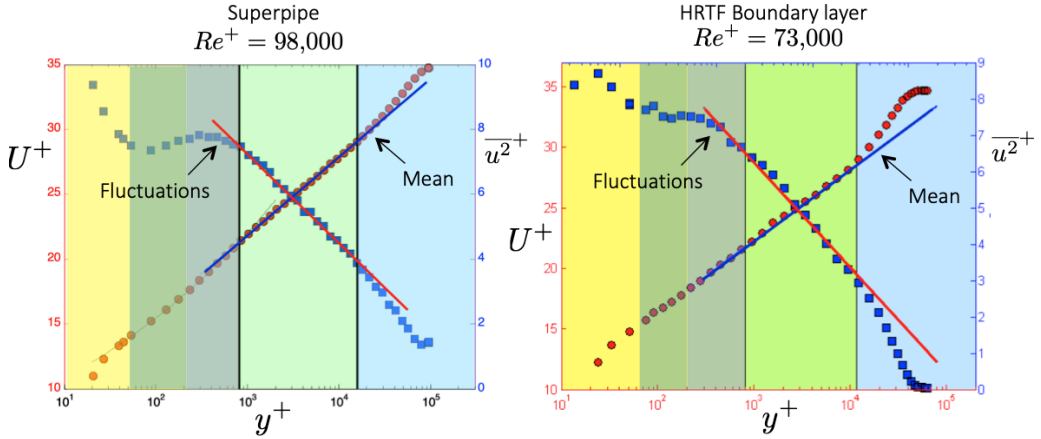 Superpipe
Re⁺ = 98,000
35
30
25
20
15
10
U⁺
10
8
6
4
2
0
u²⁺
Fluctuations
Mean
10¹ 10² 10³ 10⁴ 10⁵
y⁺
HRTF Boundary layer
Re⁺ = 73,000
35
30
25
20
15
10
U⁺
9
8
7
6
5
4
3
2
1
0
u²⁺
Fluctuations
Mean
10¹ 10² 10³ 10⁴ 10⁵
y⁺